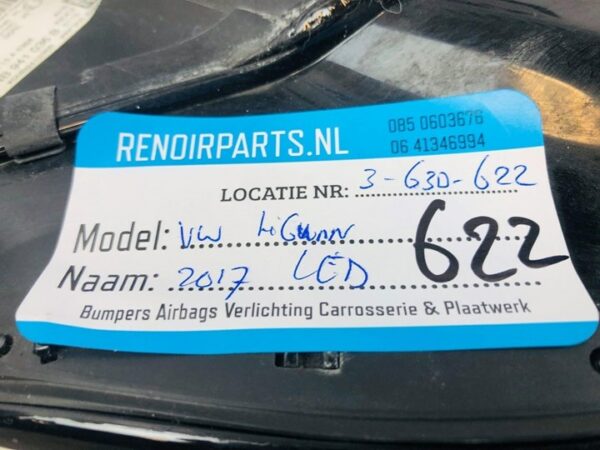 RENOIRPARTS.NL
085 0603676
06 41346994
LOCATIE NR: 3-630-622
Model: VW tiGuan
Naam: 2017 LED
622
Bumpers Airbags Verlichting Carrosserie & Plaatwerk